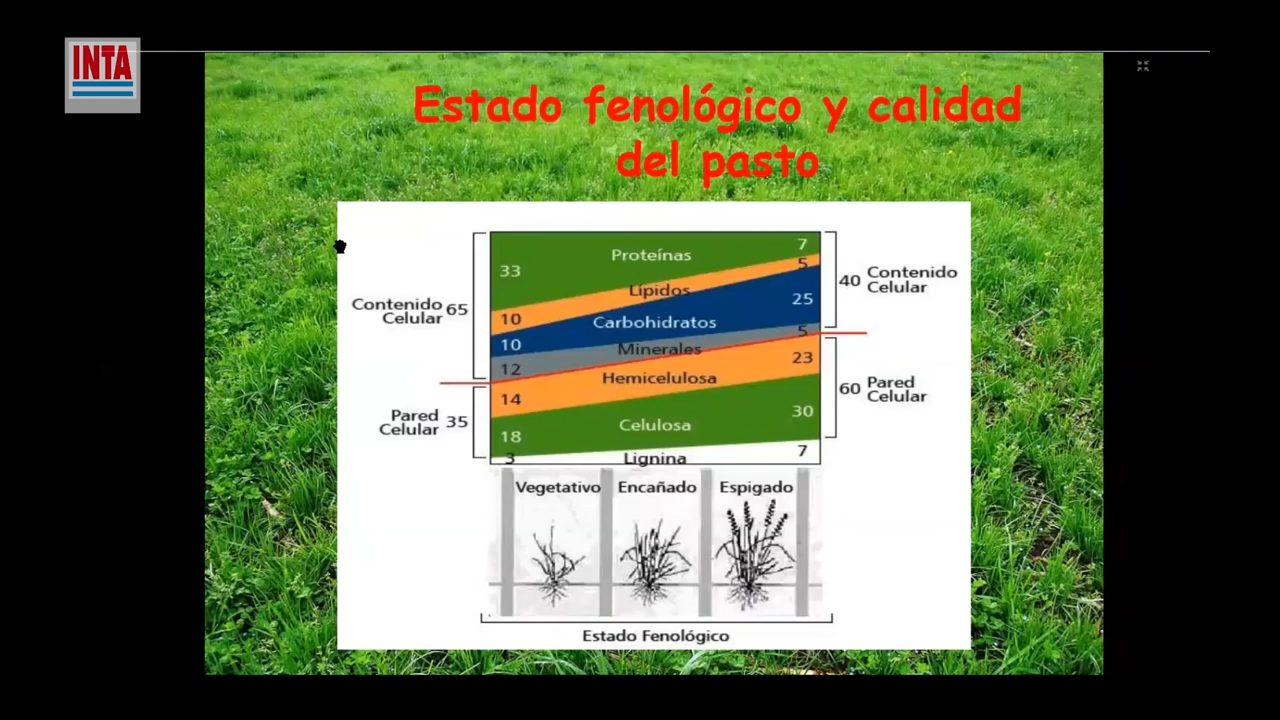 INTA
Estado fenológico y calidad
del pasto
Proteínas
Lípidos
Carbohidratos
Minerales
Hemicelulosa
Celulosa
Lignina
33
10
10
12
14
18
3
7
5
25
5
23
30
7
Contenido
Celular
65
Pared
Celular
35
40
Contenido
Celular
60
Pared
Celular
Vegetativo
Encañado
Espigado
Estado Fenológico